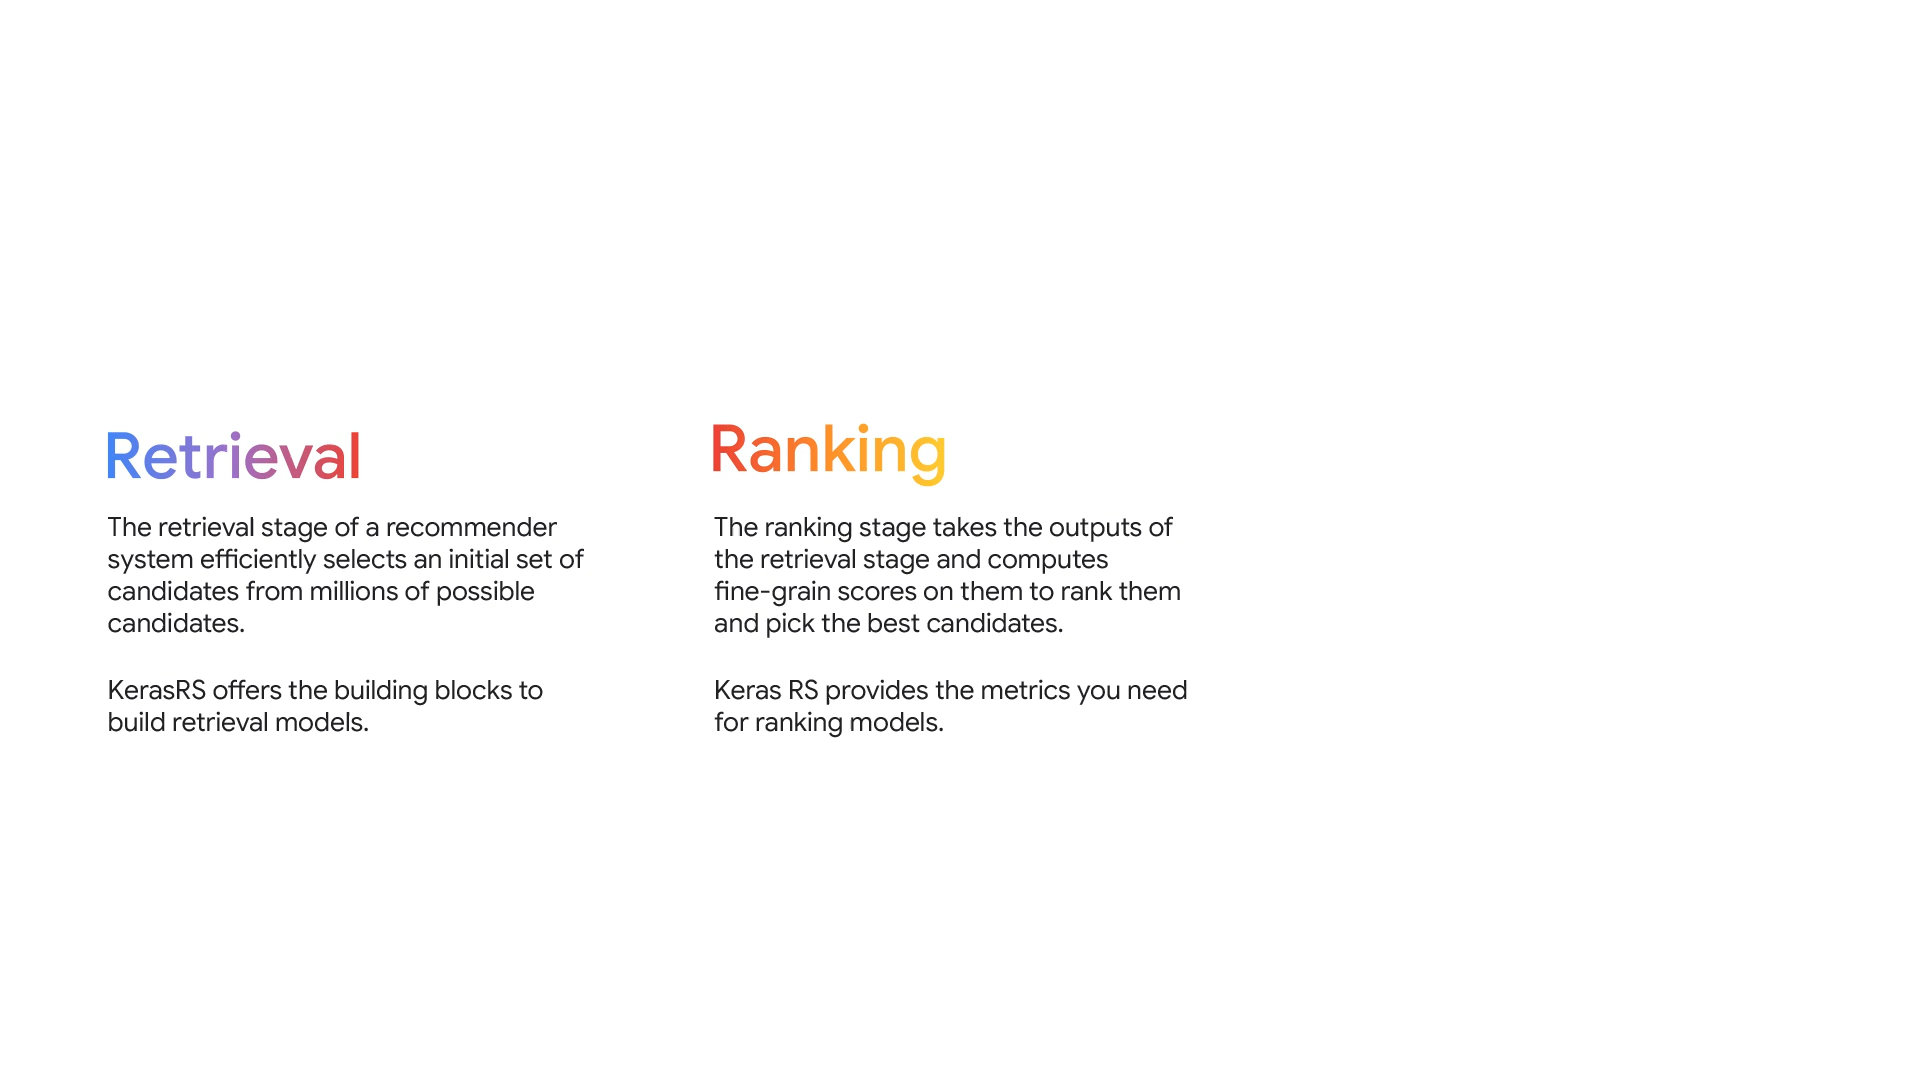 Retrieval
The retrieval stage of a recommender
system efficiently selects an initial set of
candidates from millions of possible
candidates.
KerasRS offers the building blocks to
build retrieval models.
Ranking
The ranking stage takes the outputs of
the retrieval stage and computes
fine-grain scores on them to rank them
and pick the best candidates.
Keras RS provides the metrics you need
for ranking models.